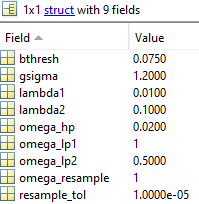 1x1 struct with 9 fields
Field Value
bthresh 0.0750
gsigma 1.2000
lambda1 0.0100
lambda2 0.1000
omega_hp 0.0200
omega_lp1 1
omega_lp2 0.5000
omega_resample 1
resample_tol 1.0000e-05